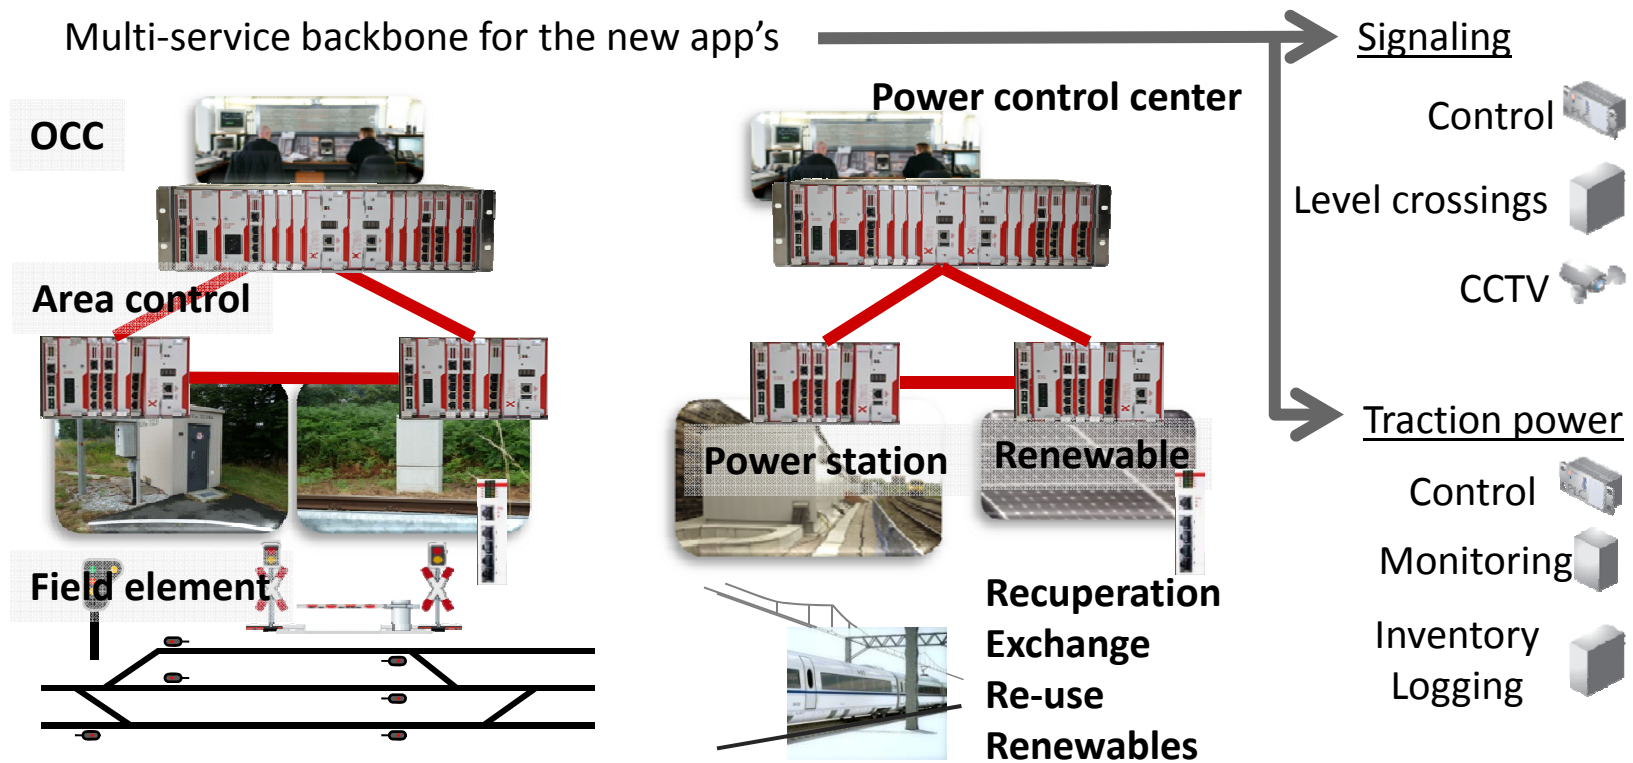 Multi-service backbone for the new app's
Signaling
Power control center
OCC
Control
Level crossings
CCTV
Area control
Traction power
Power station
Renewable
Control
Monitoring
Field element
Recuperation
Exchange
Re-use
Renewables
Inventory
Logging